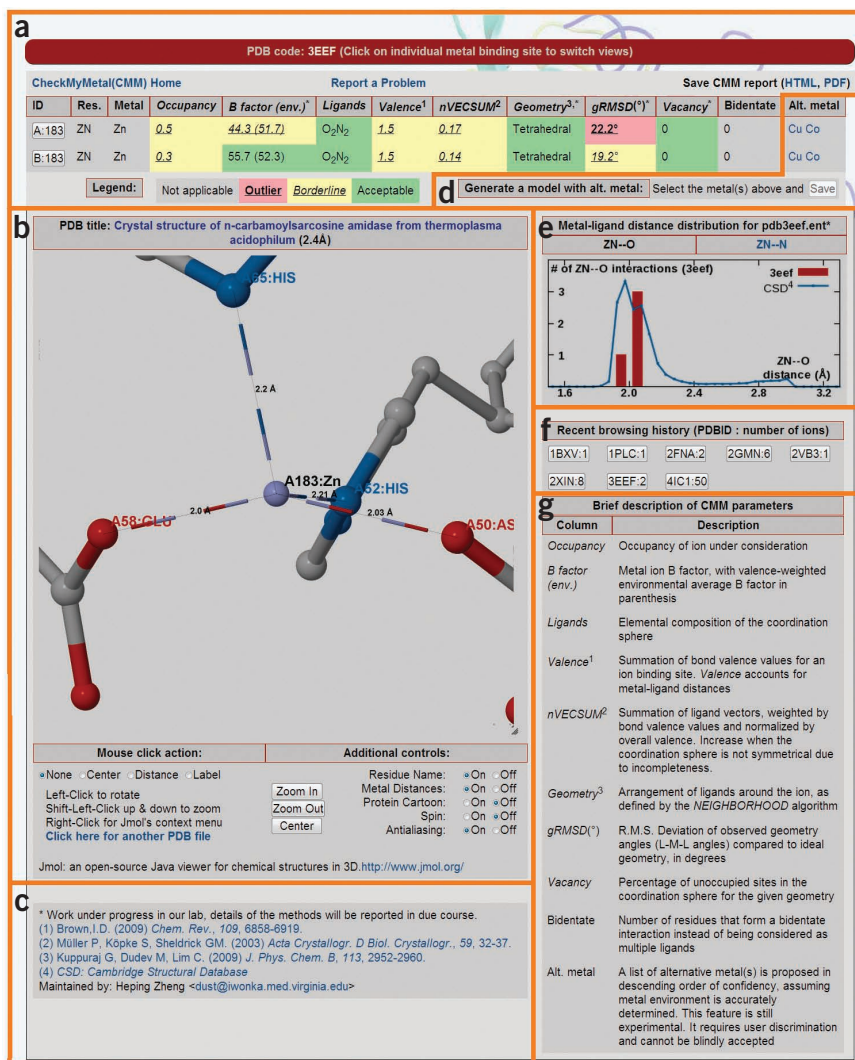 a
PDB code: 3EEF (Click on individual metal binding site to switch views)
CheckMyMetal(CMM) Home Report a Problem Save CMM report (HTML, PDF)
ID Res. Metal Occupancy B factor (env.)* Ligands Valence¹ nVECSUM² Geometry³,* gRMSD(°)* Vacancy* Bidentate Alt. metal
A:183 ZN Zn 0.5 44.3 (51.7) O₂N₂ 1.5 0.17 Tetrahedral 22.2° 0 0 Cu Co
B:183 ZN Zn 0.3 55.7 (52.3) O₂N₂ 1.5 0.14 Tetrahedral 19.2° 0 0 Cu Co
Legend: Not applicable Outlier Borderline Acceptable
d
Generate a model with alt. metal: Select the metal(s) above and Save
b
PDB title: Crystal structure of n-carbamoylsarcosine amidase from thermoplasma
acidophilum (2.4Å)
A65:HIS
2.2 Å
A183:Zn
A52:HIS
2.21 Å
A58:GLU
2.0 Å
2.03 Å
A50:AS
Mouse click action: Additional controls:
None Center Distance Label
Left-Click to rotate
Shift-Left-Click up & down to zoom
Right-Click for Jmol's context menu
Click here for another PDB file
Zoom In
Zoom Out
Center
Residue Name: On Off
Metal Distances: On Off
Protein Cartoon: On Off
Spin: On Off
Antialiasing: On Off
Jmol: an open-source Java viewer for chemical structures in 3D.http://www.jmol.org/
c
* Work under progress in our lab, details of the methods will be reported in due course.
(1) Brown,I.D. (2009) Chem. Rev., 109, 6858-6919.
(2) Müller P, Köpke S, Sheldrick GM. (2003) Acta Crystallogr. D Biol. Crystallogr., 59, 32-37.
(3) Kuppuraj G, Dudev M, Lim C. (2009) J. Phys. Chem. B, 113, 2952-2960.
(4) CSD: Cambridge Structural Database
Maintained by: Heping Zheng <dust@iwonka.med.virginia.edu>
e
Metal-ligand distance distribution for pdb3eef.ent*
ZN--O ZN--N
# of ZN--O interactions (3eef)
3eef
CSD⁴
3
2
1
ZN--O
distance (Å)
1.6 2.0 2.4 2.8 3.2
f
Recent browsing history (PDBID : number of ions)
1BXV:1 1PLC:1 2FNA:2 2GMN:6 2VB3:1
2XIN:8 3EEF:2 4IC1:50
g
Brief description of CMM parameters
Column Description
Occupancy Occupancy of ion under consideration
B factor Metal ion B factor, with valence-weighted
(env.) environmental average B factor in
parenthesis
Ligands Elemental composition of the coordination
sphere
Valence¹ Summation of bond valence values for an
ion binding site. Valence accounts for
metal-ligand distances
nVECSUM² Summation of ligand vectors, weighted by
bond valence values and normalized by
overall valence. Increase when the
coordination sphere is not symmetrical due
to incompleteness.
Geometry³ Arrangement of ligands around the ion, as
defined by the NEIGHBORHOOD algorithm
gRMSD(°) R.M.S. Deviation of observed geometry
angles (L-M-L angles) compared to ideal
geometry, in degrees
Vacancy Percentage of unoccupied sites in the
coordination sphere for the given geometry
Bidentate Number of residues that form a bidentate
interaction instead of being considered as
multiple ligands
Alt. metal A list of alternative metal(s) is proposed in
descending order of confidency, assuming
metal environment is accurately
determined. This feature is still
experimental. It requires user discrimination
and cannot be blindly accepted